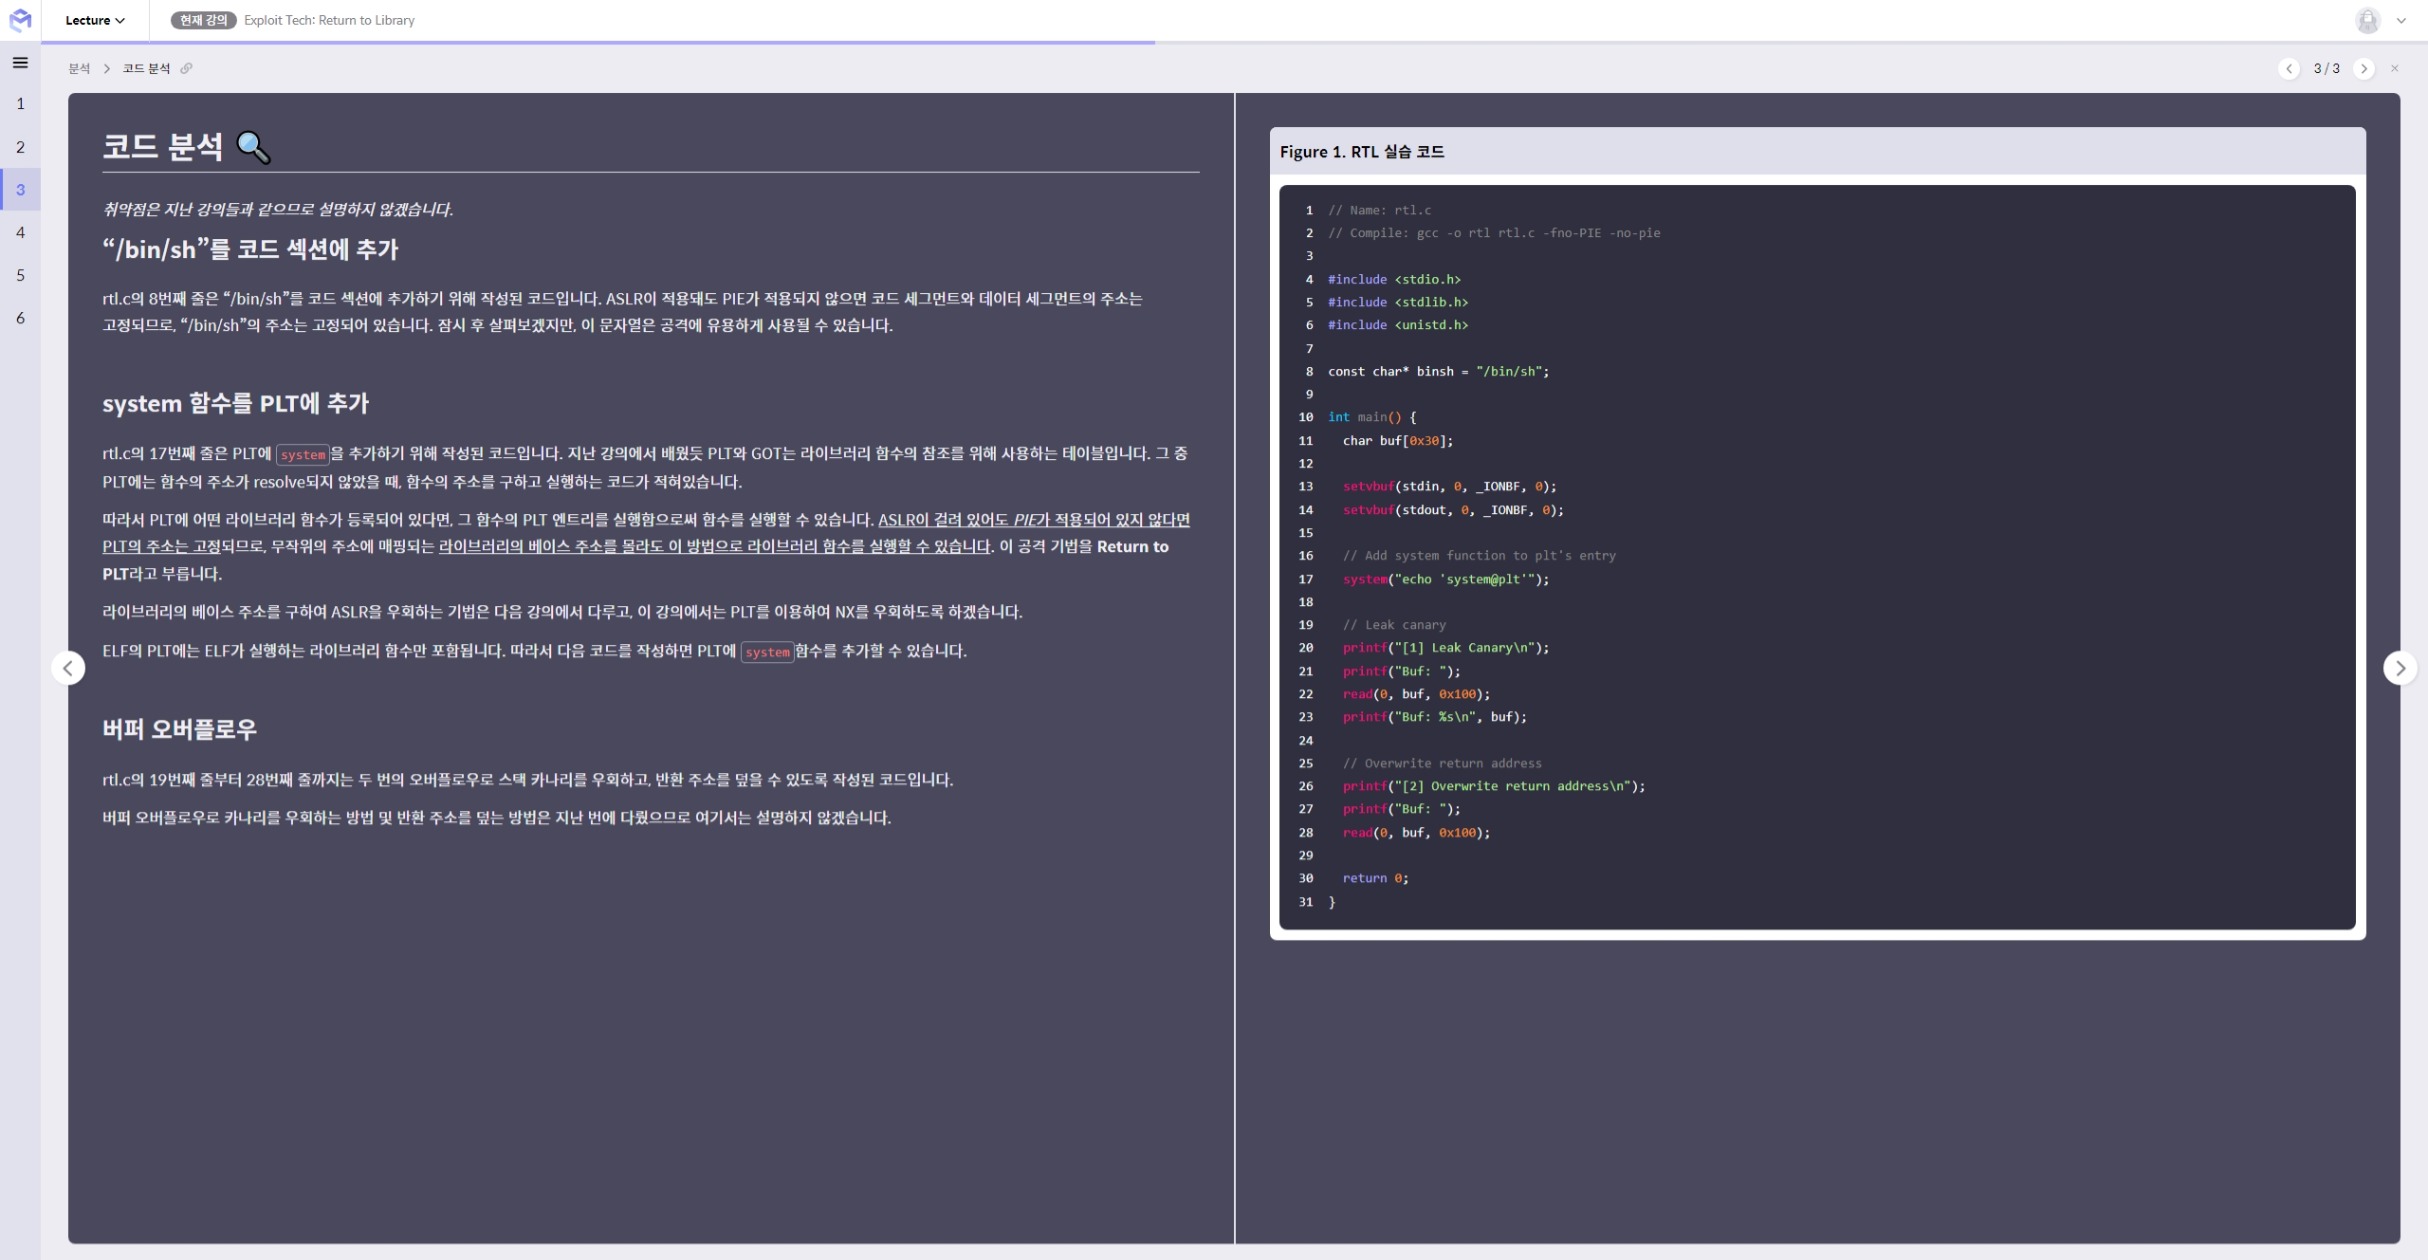 Lecture
현재 강의 Exploit Tech: Return to Library
분석 > 코드 분석
3 / 3
1
2
3
4
5
6
코드 분석
취약점은 지난 강의들과 같으므로 설명하지 않겠습니다.
“/bin/sh”를 코드 섹션에 추가
rtl.c의 8번째 줄은 “/bin/sh”를 코드 섹션에 추가하기 위해 작성된 코드입니다. ASLR이 적용돼도 PIE가 적용되지 않으면 코드 세그먼트와 데이터 세그먼트의 주소는
고정되므로, “/bin/sh”의 주소는 고정되어 있습니다. 잠시 후 살펴보겠지만, 이 문자열은 공격에 유용하게 사용될 수 있습니다.
system 함수를 PLT에 추가
rtl.c의 17번째 줄은 PLT에 system을 추가하기 위해 작성된 코드입니다. 지난 강의에서 배웠듯 PLT와 GOT는 라이브러리 함수의 참조를 위해 사용하는 테이블입니다. 그 중
PLT에는 함수의 주소가 resolve되지 않았을 때, 함수의 주소를 구하고 실행하는 코드가 적혀있습니다.
따라서 PLT에 어떤 라이브러리 함수가 등록되어 있다면, 그 함수의 PLT 엔트리를 실행함으로써 함수를 실행할 수 있습니다. ASLR이 걸려 있어도 PIE가 적용되어 있지 않다면
PLT의 주소는 고정되므로, 무작위의 주소에 매핑되는 라이브러리의 베이스 주소를 몰라도 이 방법으로 라이브러리 함수를 실행할 수 있습니다. 이 공격 기법을 Return to
PLT라고 부릅니다.
라이브러리의 베이스 주소를 구하여 ASLR을 우회하는 기법은 다음 강의에서 다루고, 이 강의에서는 PLT를 이용하여 NX를 우회하도록 하겠습니다.
ELF의 PLT에는 ELF가 실행하는 라이브러리 함수만 포함됩니다. 따라서 다음 코드를 작성하면 PLT에 system함수를 추가할 수 있습니다.
버퍼 오버플로우
rtl.c의 19번째 줄부터 28번째 줄까지는 두 번의 오버플로우로 스택 카나리를 우회하고, 반환 주소를 덮을 수 있도록 작성된 코드입니다.
버퍼 오버플로우로 카나리를 우회하는 방법 및 반환 주소를 덮는 방법은 지난 번에 다뤘으므로 여기서는 설명하지 않겠습니다.
Figure 1. RTL 실습 코드
1 // Name: rtl.c
2 // Compile: gcc -o rtl rtl.c -fno-PIE -no-pie
3
4 #include <stdio.h>
5 #include <stdlib.h>
6 #include <unistd.h>
7
8 const char* binsh = "/bin/sh";
9
10 int main() {
11   char buf[0x30];
12
13   setvbuf(stdin, 0, _IONBF, 0);
14   setvbuf(stdout, 0, _IONBF, 0);
15
16   // Add system function to plt's entry
17   system("echo 'system@plt'");
18
19   // Leak canary
20   printf("[1] Leak Canary\n");
21   printf("Buf: ");
22   read(0, buf, 0x100);
23   printf("Buf: %s\n", buf);
24
25   // Overwrite return address
26   printf("[2] Overwrite return address\n");
27   printf("Buf: ");
28   read(0, buf, 0x100);
29
30   return 0;
31 }